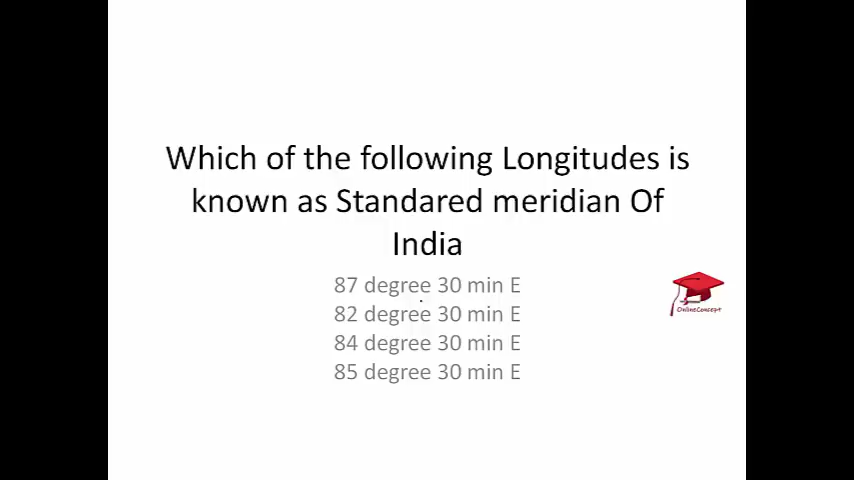 Which of the following Longitudes is
known as Standared meridian Of
India
87 degree 30 min E
82 degree 30 min E
84 degree 30 min E
85 degree 30 min E
OnlineConcept